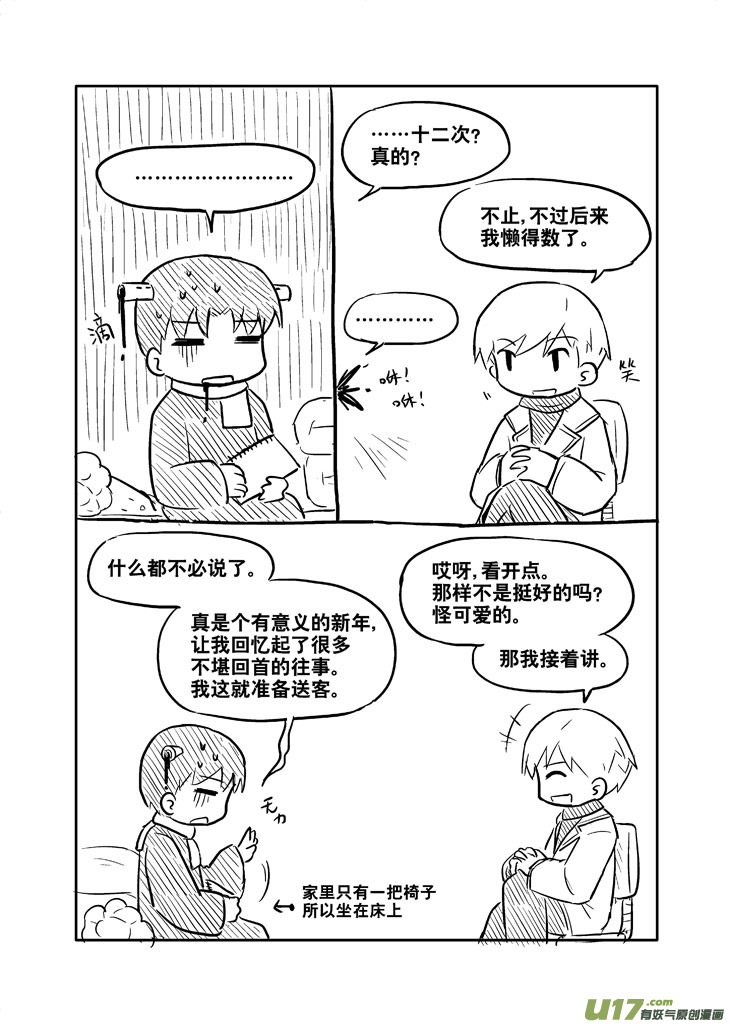 ……………………
滴
……十二次？
真的？
不止，不过后来
我懒得数了。
…………
咻！
咻！
笑
什么都不必说了。
真是个有意义的新年，
让我回忆起了很多
不堪回首的往事。
我这就准备送客。
哎呀，看开点。
那样不是挺好的吗？
怪可爱的。
那我接着讲。
无力
家里只有一把椅子
所以坐在床上
U17.com
有妖气原创漫画